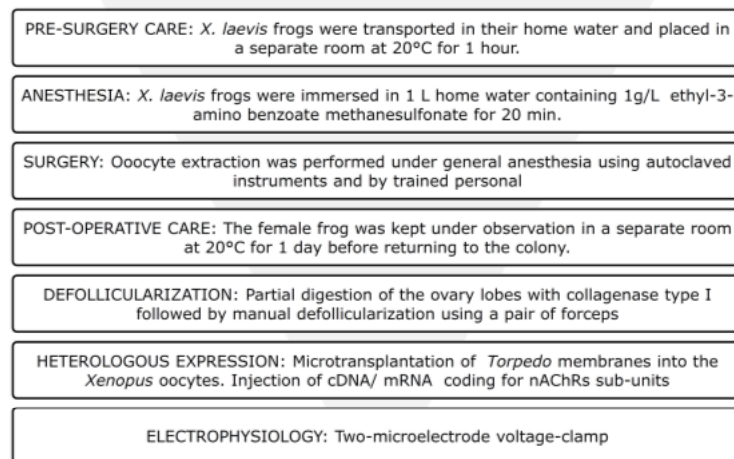 PRE-SURGERY CARE: X. laevis frogs were transported in their home water and placed in
a separate room at 20°C for 1 hour.
ANESTHESIA: X. laevis frogs were immersed in 1 L home water containing 1g/L ethyl-3-
amino benzoate methanesulfonate for 20 min.
SURGERY: Ooocyte extraction was performed under general anesthesia using autoclaved
instruments and by trained personal
POST-OPERATIVE CARE: The female frog was kept under observation in a separate room
at 20°C for 1 day before returning to the colony.
DEFOLLICULARIZATION: Partial digestion of the ovary lobes with collagenase type I
followed by manual defollicularization using a pair of forceps
HETEROLOGOUS EXPRESSION: Microtransplantation of Torpedo membranes into the
Xenopus oocytes. Injection of cDNA/ mRNA coding for nAChRs sub-units
ELECTROPHYSIOLOGY: Two-microelectrode voltage-clamp